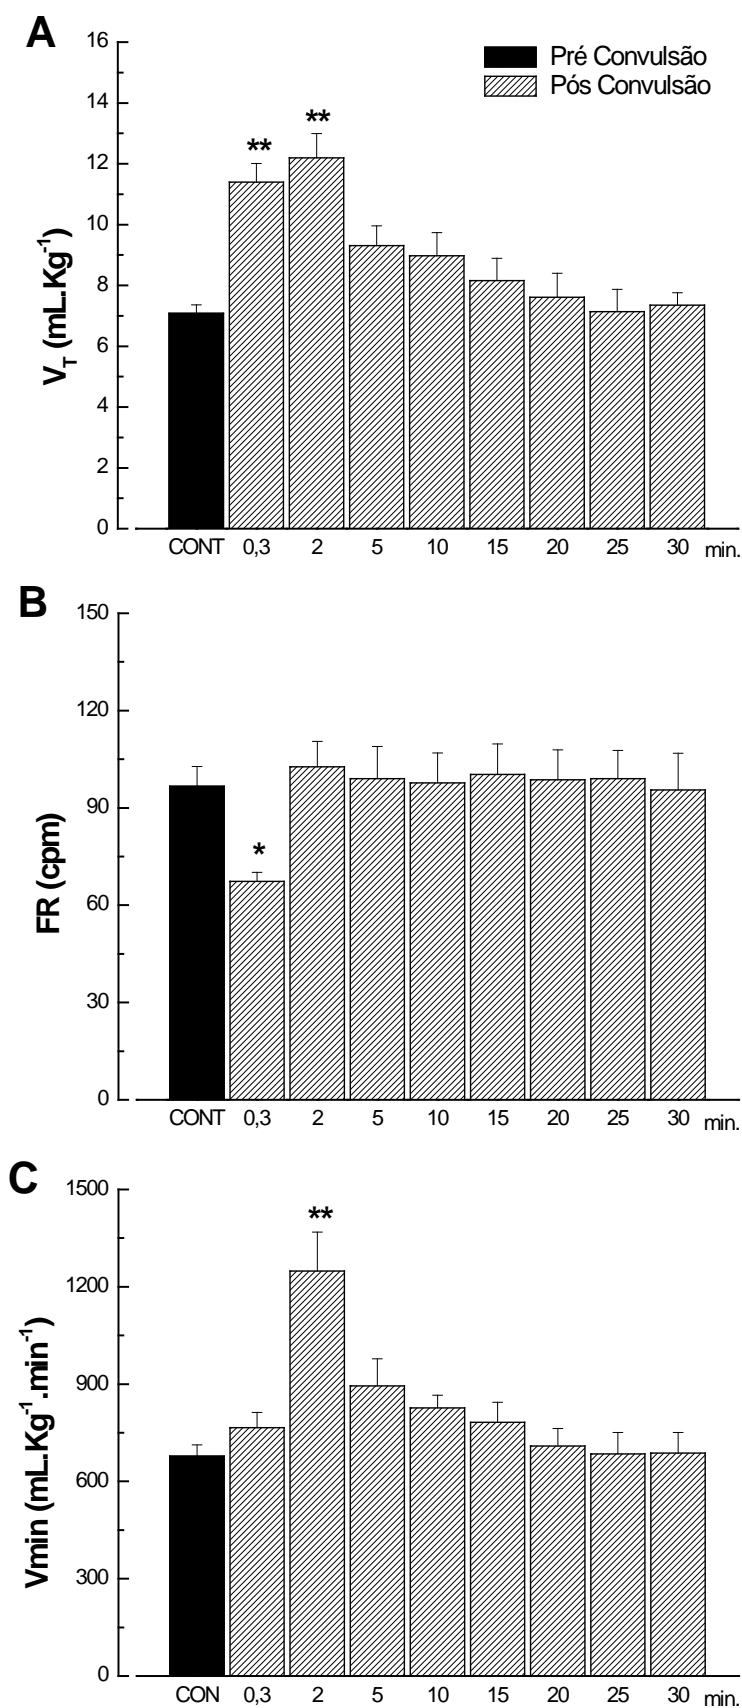 A
Pré Convulsão
Pós Convulsão
V_T (mL.Kg⁻¹)
16
14
**
**
12
10
8
6
4
2
0
CONT 0,3 2 5 10 15 20 25 30 min.
B
FR (cpm)
150
120
90
*
60
30
0
CONT 0,3 2 5 10 15 20 25 30 min.
C
Vmin (mL.Kg⁻¹.min⁻¹)
1500
**
1200
900
600
300
0
CON 0,3 2 5 10 15 20 25 30 min.